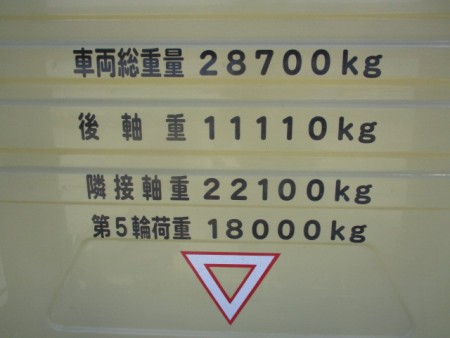 車両総重量 28700kg
後軸重 11110kg
隣接軸重 22100kg
第5輪荷重 18000kg